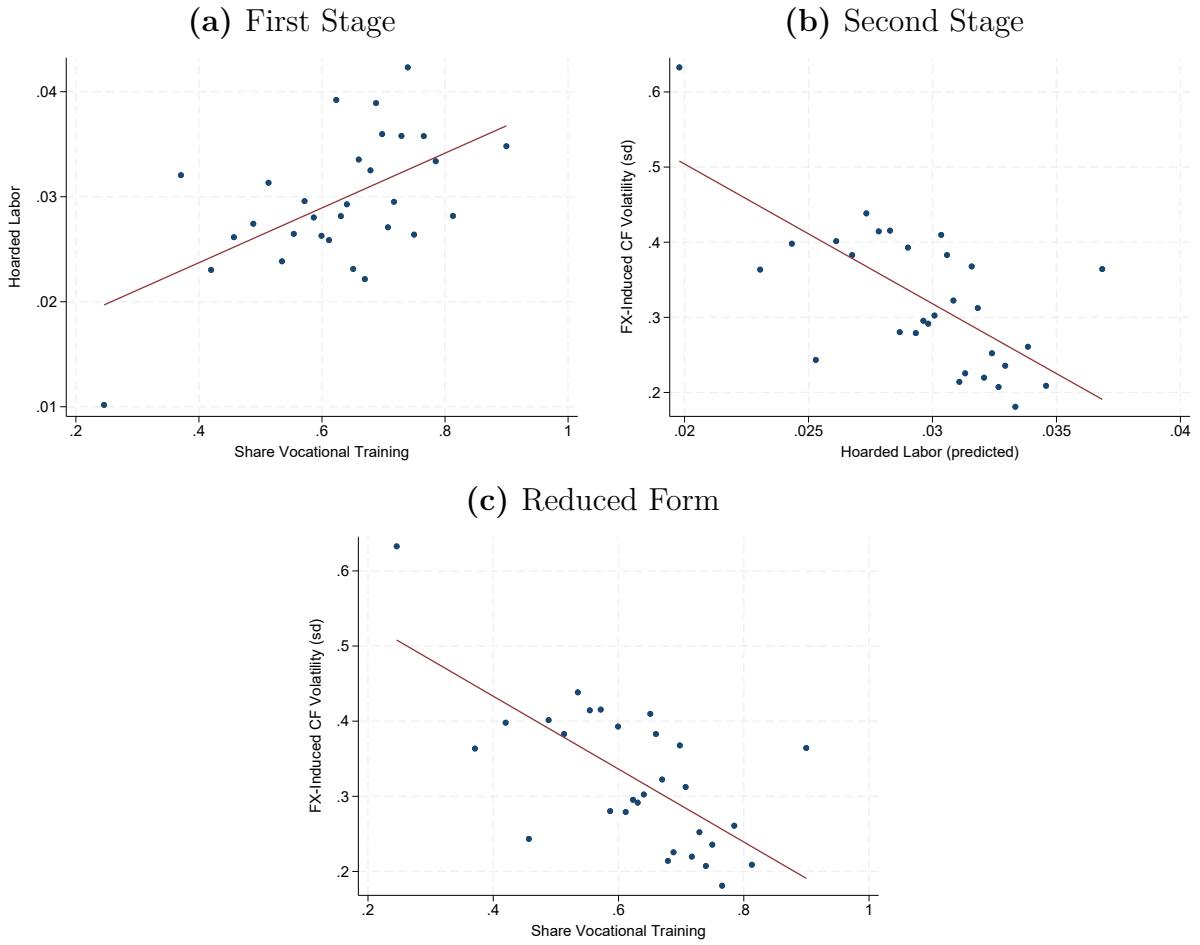 (a) First Stage
Hoarded Labor
.04
.03
.02
.01
.2 .4 .6 .8 1
Share Vocational Training
(b) Second Stage
FX-Induced CF Volatility (sd)
.6
.5
.4
.3
.2
.02 .025 .03 .035 .04
Hoarded Labor (predicted)
(c) Reduced Form
FX-Induced CF Volatility (sd)
.6
.5
.4
.3
.2
.2 .4 .6 .8 1
Share Vocational Training